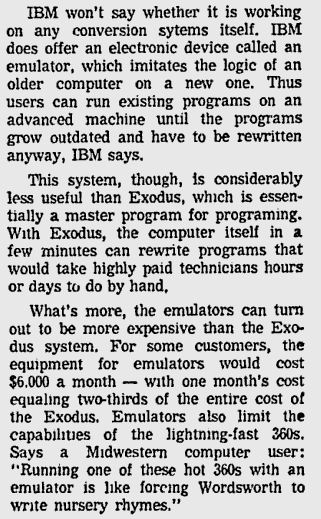 IBM won't say whether it is working
on any conversion sytems itself. IBM
does offer an electronic device called an
emulator, which imitates the logic of an
older computer on a new one. Thus
users can run existing programs on an
advanced machine until the programs
grow outdated and have to be rewritten
anyway, IBM says.
This system, though, is considerably
less useful than Exodus, which is essen-
tially a master program for programing.
With Exodus, the computer itself in a
few minutes can rewrite programs that
would take highly paid technicians hours
or days to do by hand.
What's more, the emulators can turn
out to be more expensive than the Exo-
dus system. For some customers, the
equipment for emulators would cost
$6,000 a month — with one month's cost
equaling two-thirds of the entire cost of
the Exodus. Emulators also limit the
capabilities of the lightning-fast 360s.
Says a Midwestern computer user:
"Running one of these hot 360s with an
emulator is like forcing Wordsworth to
write nursery rhymes."